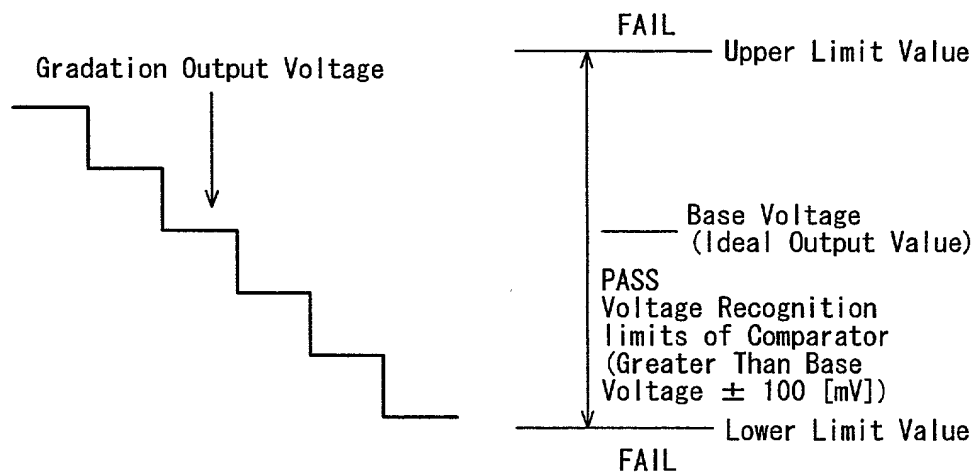 Gradation Output Voltage
FAIL
Upper Limit Value
Base Voltage
(Ideal Output Value)
PASS
Voltage Recognition
limits of Comparator
(Greater Than Base
Voltage ± 100 [mV])
Lower Limit Value
FAIL